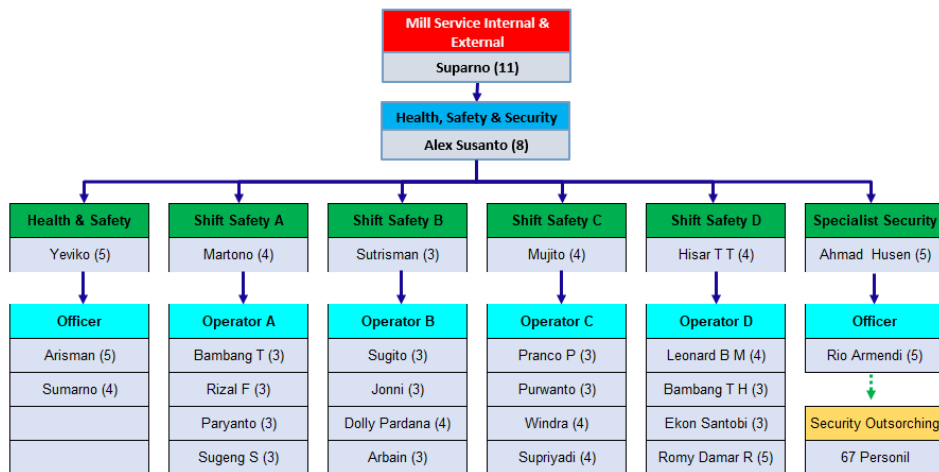 Mill Service Internal &
External
Suparno (11)
Health, Safety & Security
Alex Susanto (8)
Health & Safety
Yeviko (5)
Shift Safety A
Martono (4)
Shift Safety B
Sutrisman (3)
Shift Safety C
Mujito (4)
Shift Safety D
Hisar T T (4)
Specialist Security
Ahmad Husen (5)
Officer
Arisman (5)
Sumarno (4)
Operator A
Bambang T (3)
Rizal F (3)
Paryanto (3)
Sugeng S (3)
Operator B
Sugito (3)
Jonni (3)
Dolly Pardana (4)
Arbain (3)
Operator C
Pranco P (3)
Purwanto (3)
Windra (4)
Supriyadi (4)
Operator D
Leonard B M (4)
Bambang T H (3)
Ekon Santobi (3)
Romy Damar R (5)
Officer
Rio Armendi (5)
Security Outsorching
67 Personil